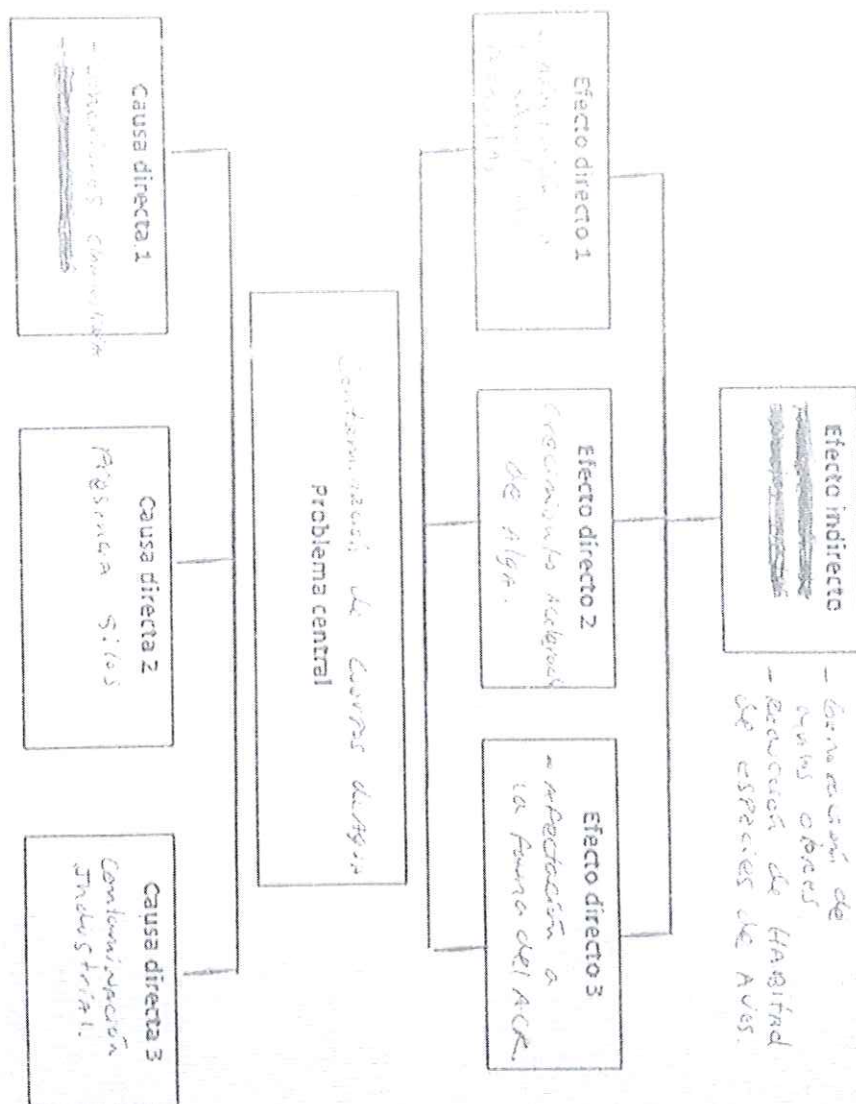 Efecto indirecto
- Generación de
malos olores.
- Reducción de HABITAD
de especies de Aves.
Efecto directo 1
Efecto directo 2
Crecimiento Acelerado
de Alga.
Efecto directo 3
- Afectación a
la fauna del ACR.
Problema central
Contaminación de cuerpos de Agua
Causa directa 1
- conexiones
Causa directa 2
Presencia Silos
Causa directa 3
Contaminación
Industrial.